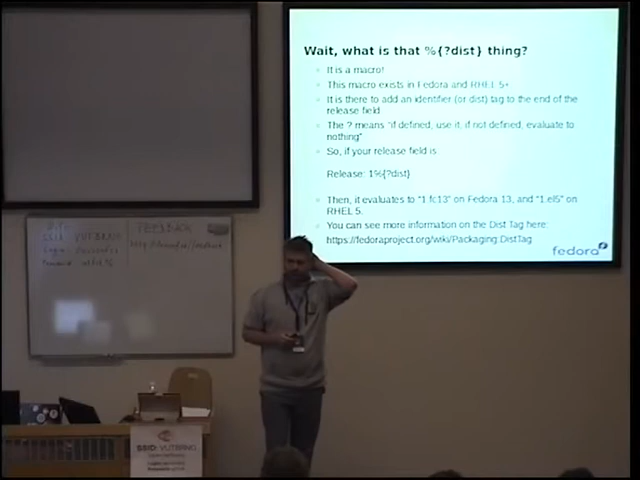 Wait, what is that %{?dist} thing?
It is a macro!
This macro exists in Fedora and RHEL 5+.
It is there to add an identifier (or dist) tag to the end of the
release field
The ? means "if defined, use it, if not defined, evaluate to
nothing"
So, if your release field is
Release: 1%{?dist}
Then, it evaluates to "1.fc13" on Fedora 13, and "1.el5" on
RHEL 5.
You can see more information on the Dist Tag here:
https://fedoraproject.org/wiki/Packaging:DistTag
fedora
FEEDBACK
SSID
SSID: VUTBRNO